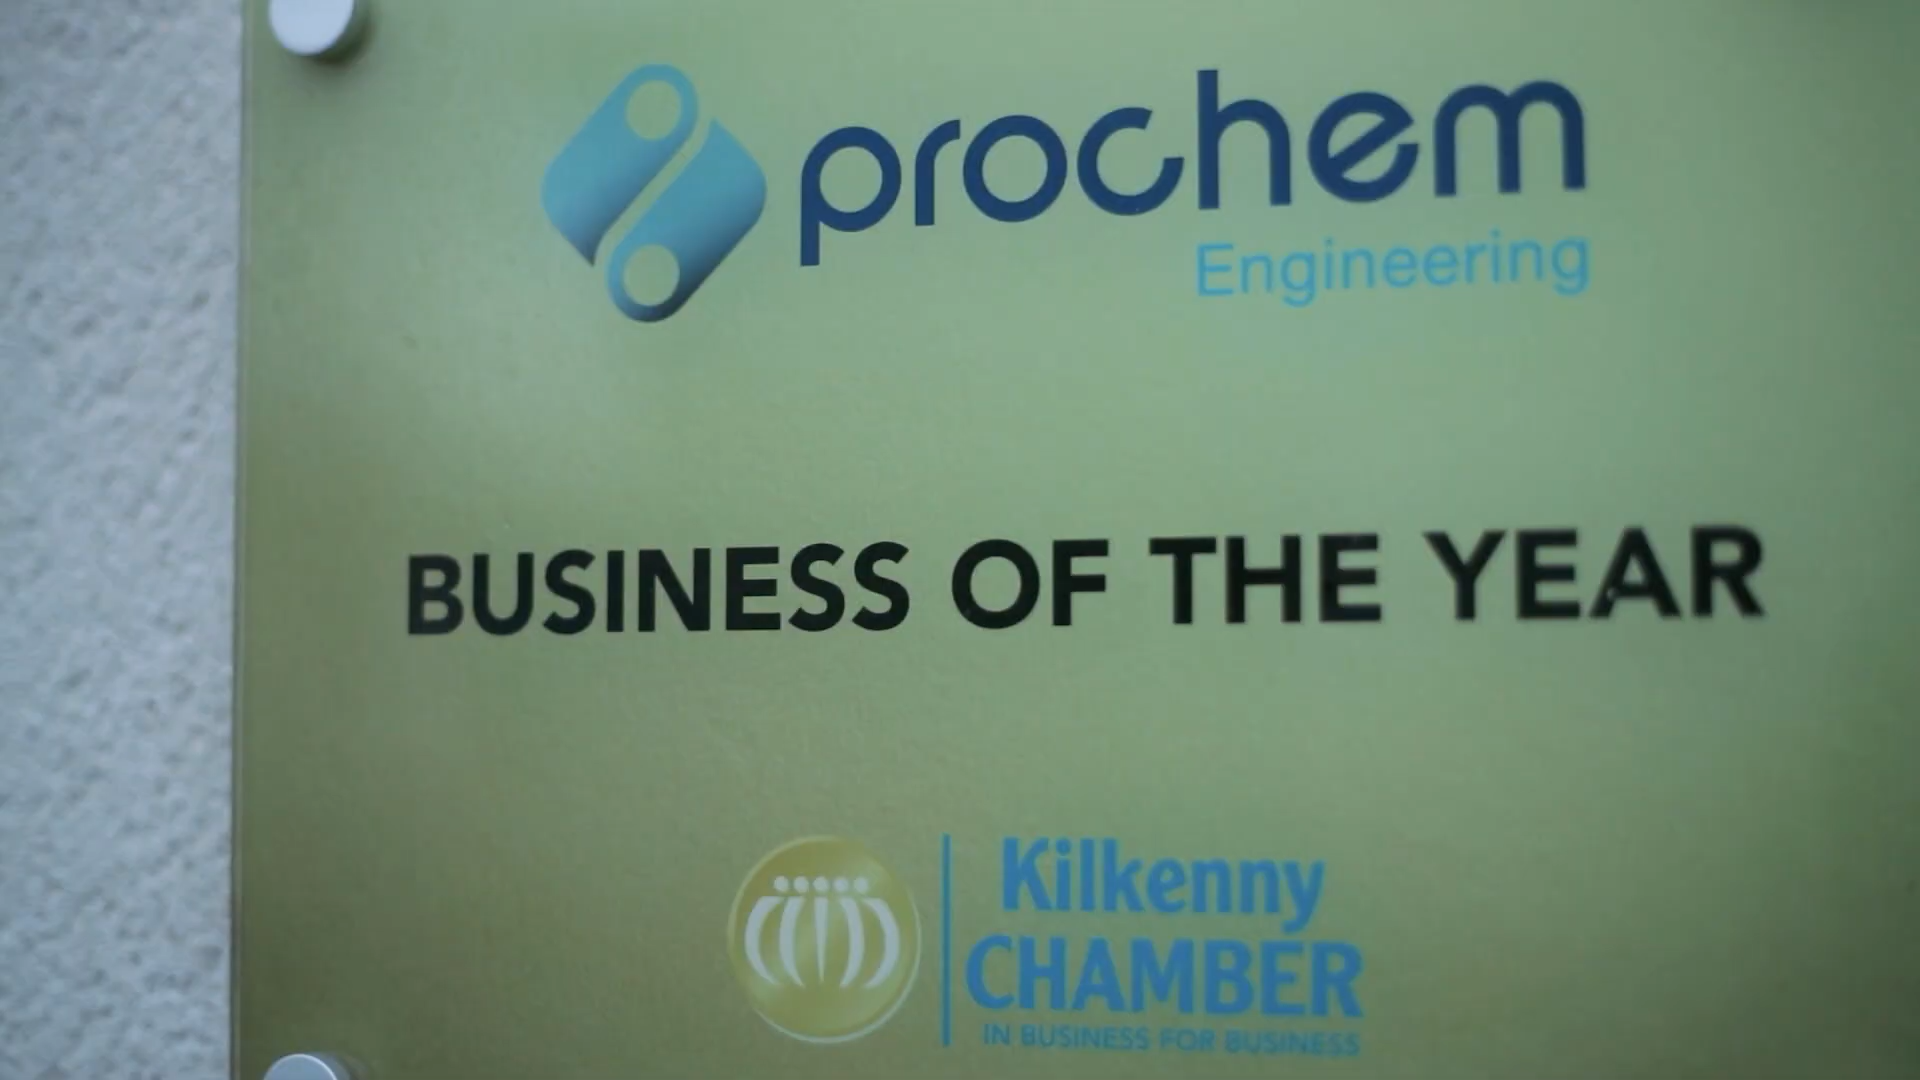 prochem
Engineering
BUSINESS OF THE YEAR
Kilkenny
CHAMBER
IN BUSINESS FOR BUSINESS